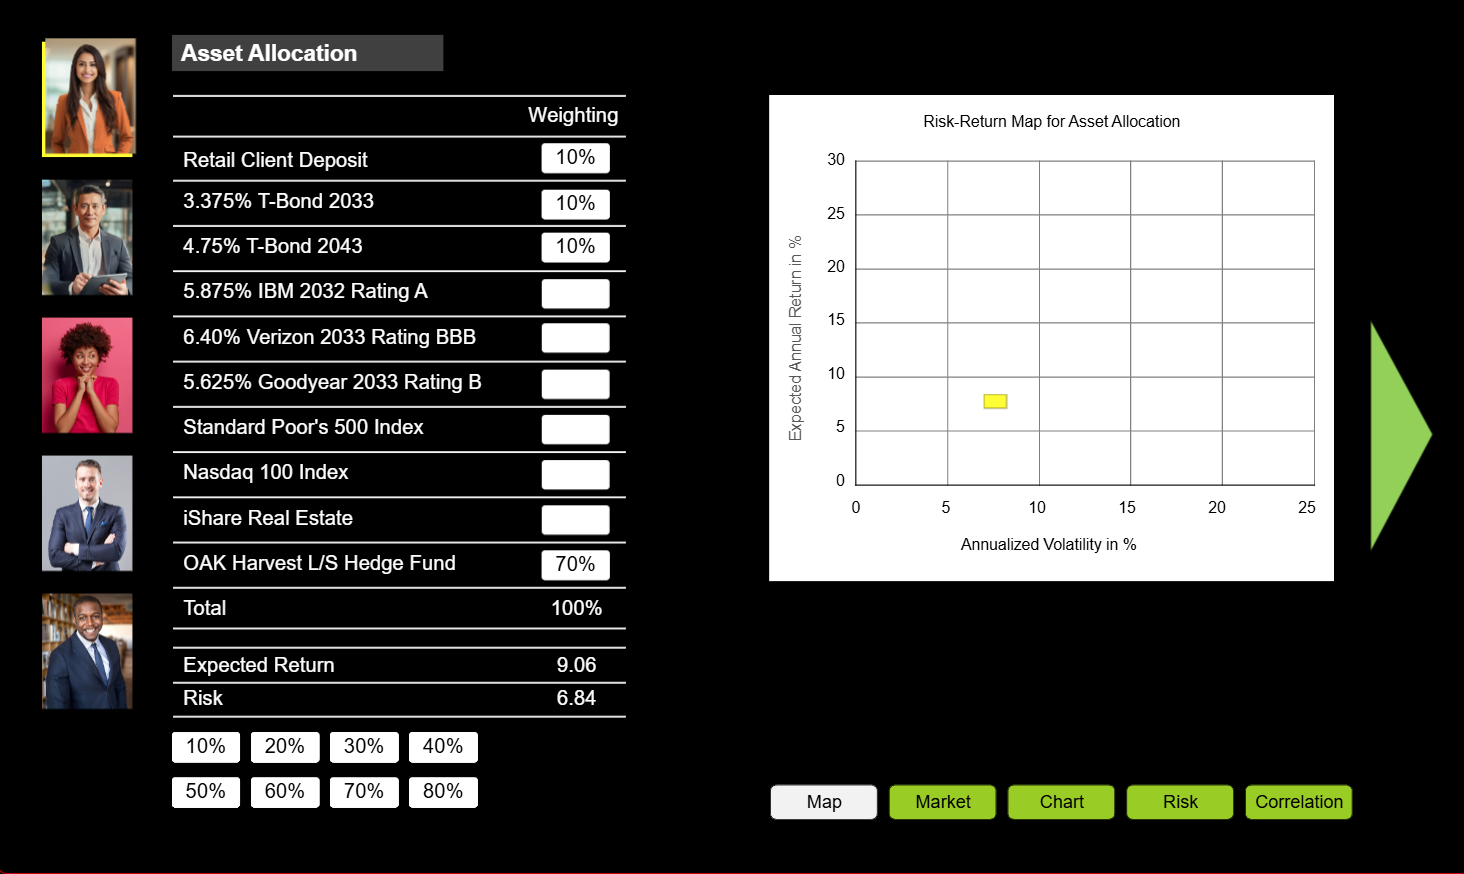 Asset Allocation
Weighting
Retail Client Deposit 10%
3.375% T-Bond 2033 10%
4.75% T-Bond 2043 10%
5.875% IBM 2032 Rating A
6.40% Verizon 2033 Rating BBB
5.625% Goodyear 2033 Rating B
Standard Poor's 500 Index
Nasdaq 100 Index
iShare Real Estate
OAK Harvest L/S Hedge Fund 70%
Total 100%
Expected Return 9.06
Risk 6.84
10% 20% 30% 40%
50% 60% 70% 80%
Risk-Return Map for Asset Allocation
Expected Annual Return in %
30
25
20
15
10
5
0
0 5 10 15 20 25
Annualized Volatility in %
Map Market Chart Risk Correlation